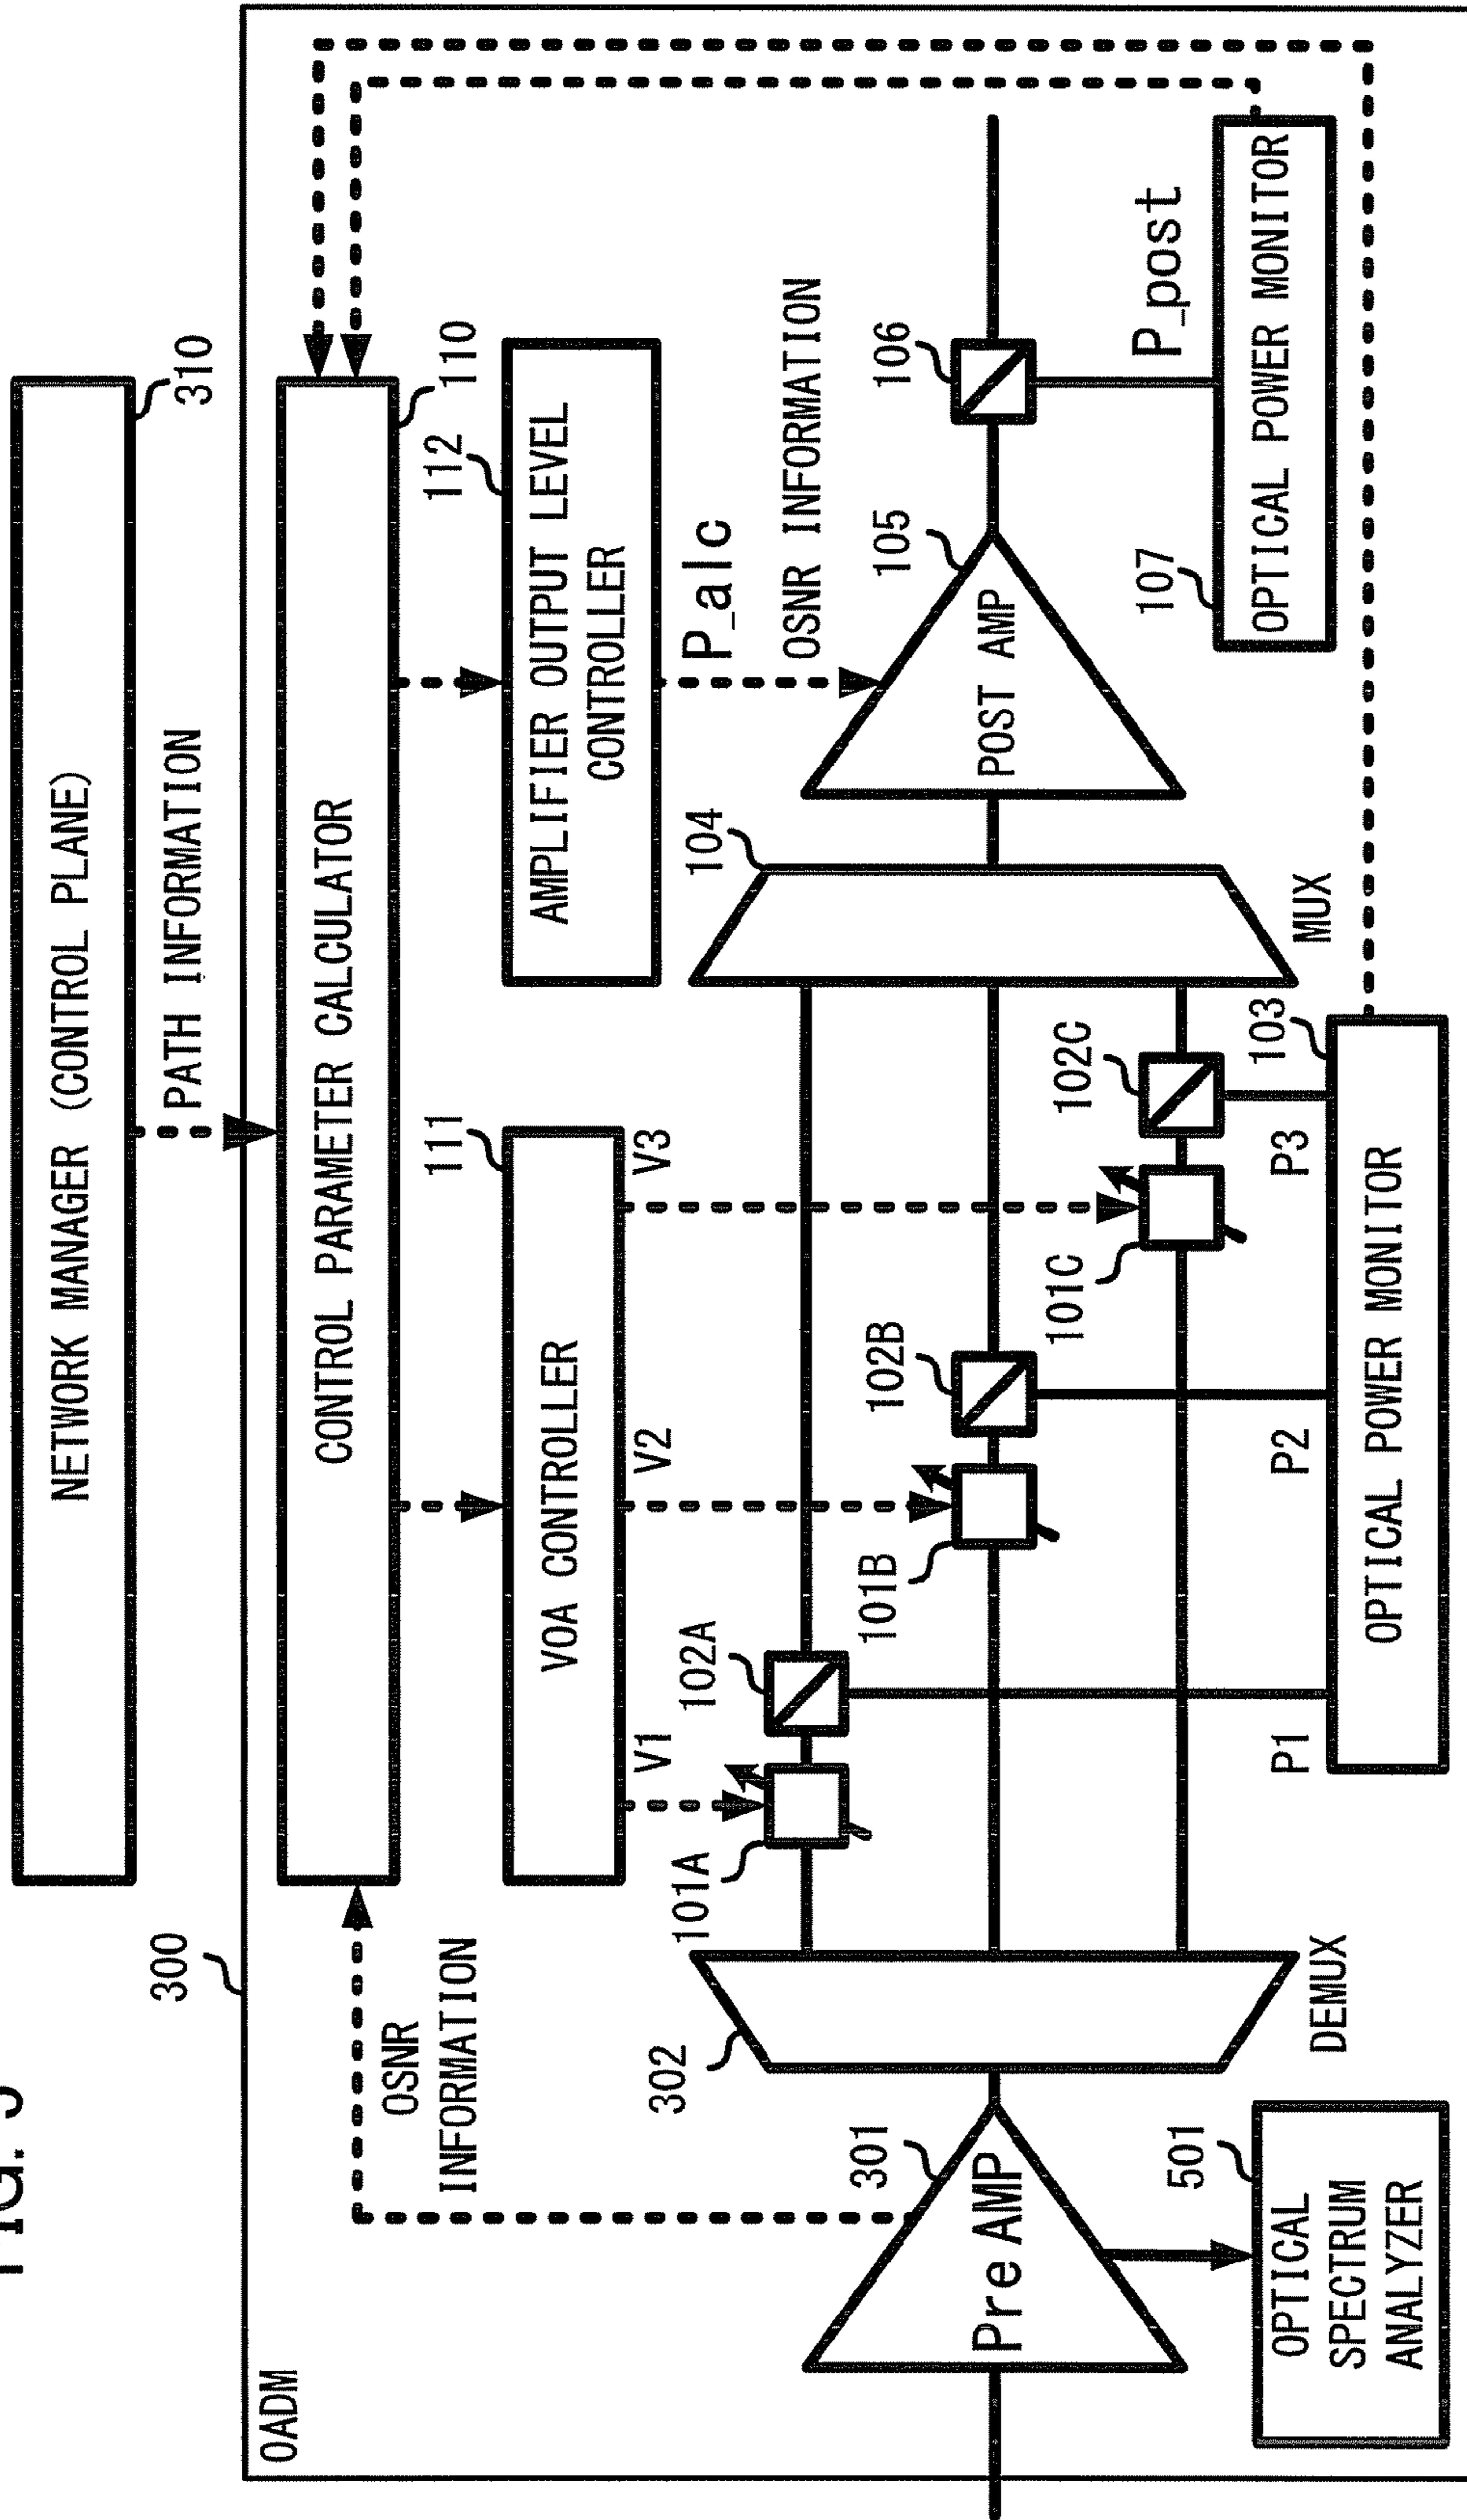 NETWORK MANAGER (CONTROL PLANE)
310
PATH INFORMATION
300
OADM
CONTROL PARAMETER CALCULATOR
110
OSNR
INFORMATION
VOA CONTROLLER
111
AMPLIFIER OUTPUT LEVEL
CONTROLLER
112
V1
V2
V3
P_alc
OSNR INFORMATION
Pre AMP
301
302
DEMUX
101A
102A
101B
102B
101C
102C
104
MUX
POST AMP
105
106
P_post
107
OPTICAL POWER MONITOR
OPTICAL
SPECTRUM
ANALYZER
501
P1
P2
P3
103
OPTICAL POWER MONITOR